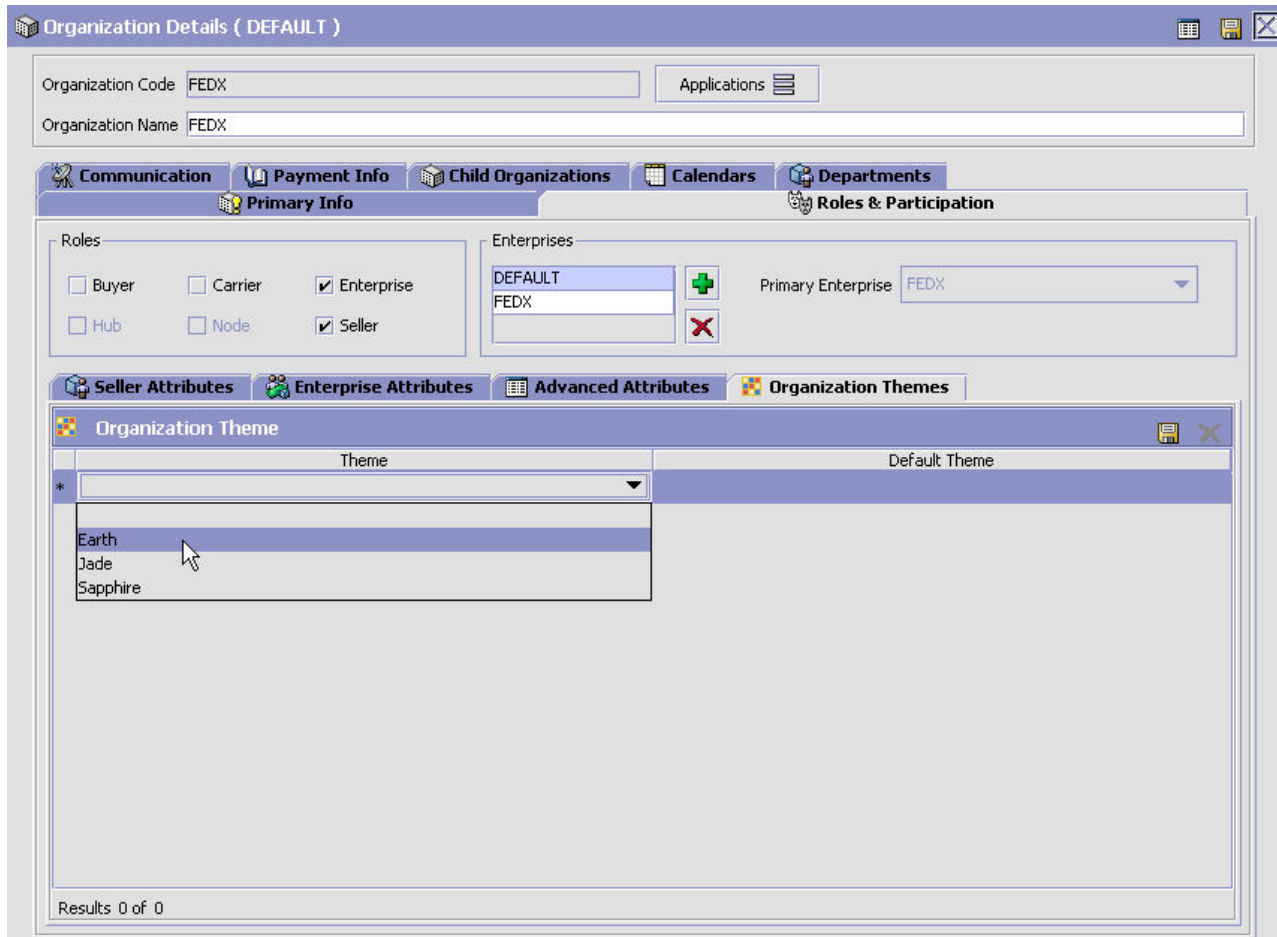 Organization Details ( DEFAULT )
Organization Code FEDX Applications
Organization Name FEDX
Communication Payment Info Child Organizations Calendars Departments
Primary Info Roles & Participation
Roles Enterprises
Buyer Carrier Enterprise DEFAULT Primary Enterprise FEDX
FEDX
Hub Node Seller
Seller Attributes Enterprise Attributes Advanced Attributes Organization Themes
Organization Theme
Theme Default Theme
*
Earth
Jade
Sapphire
Results 0 of 0